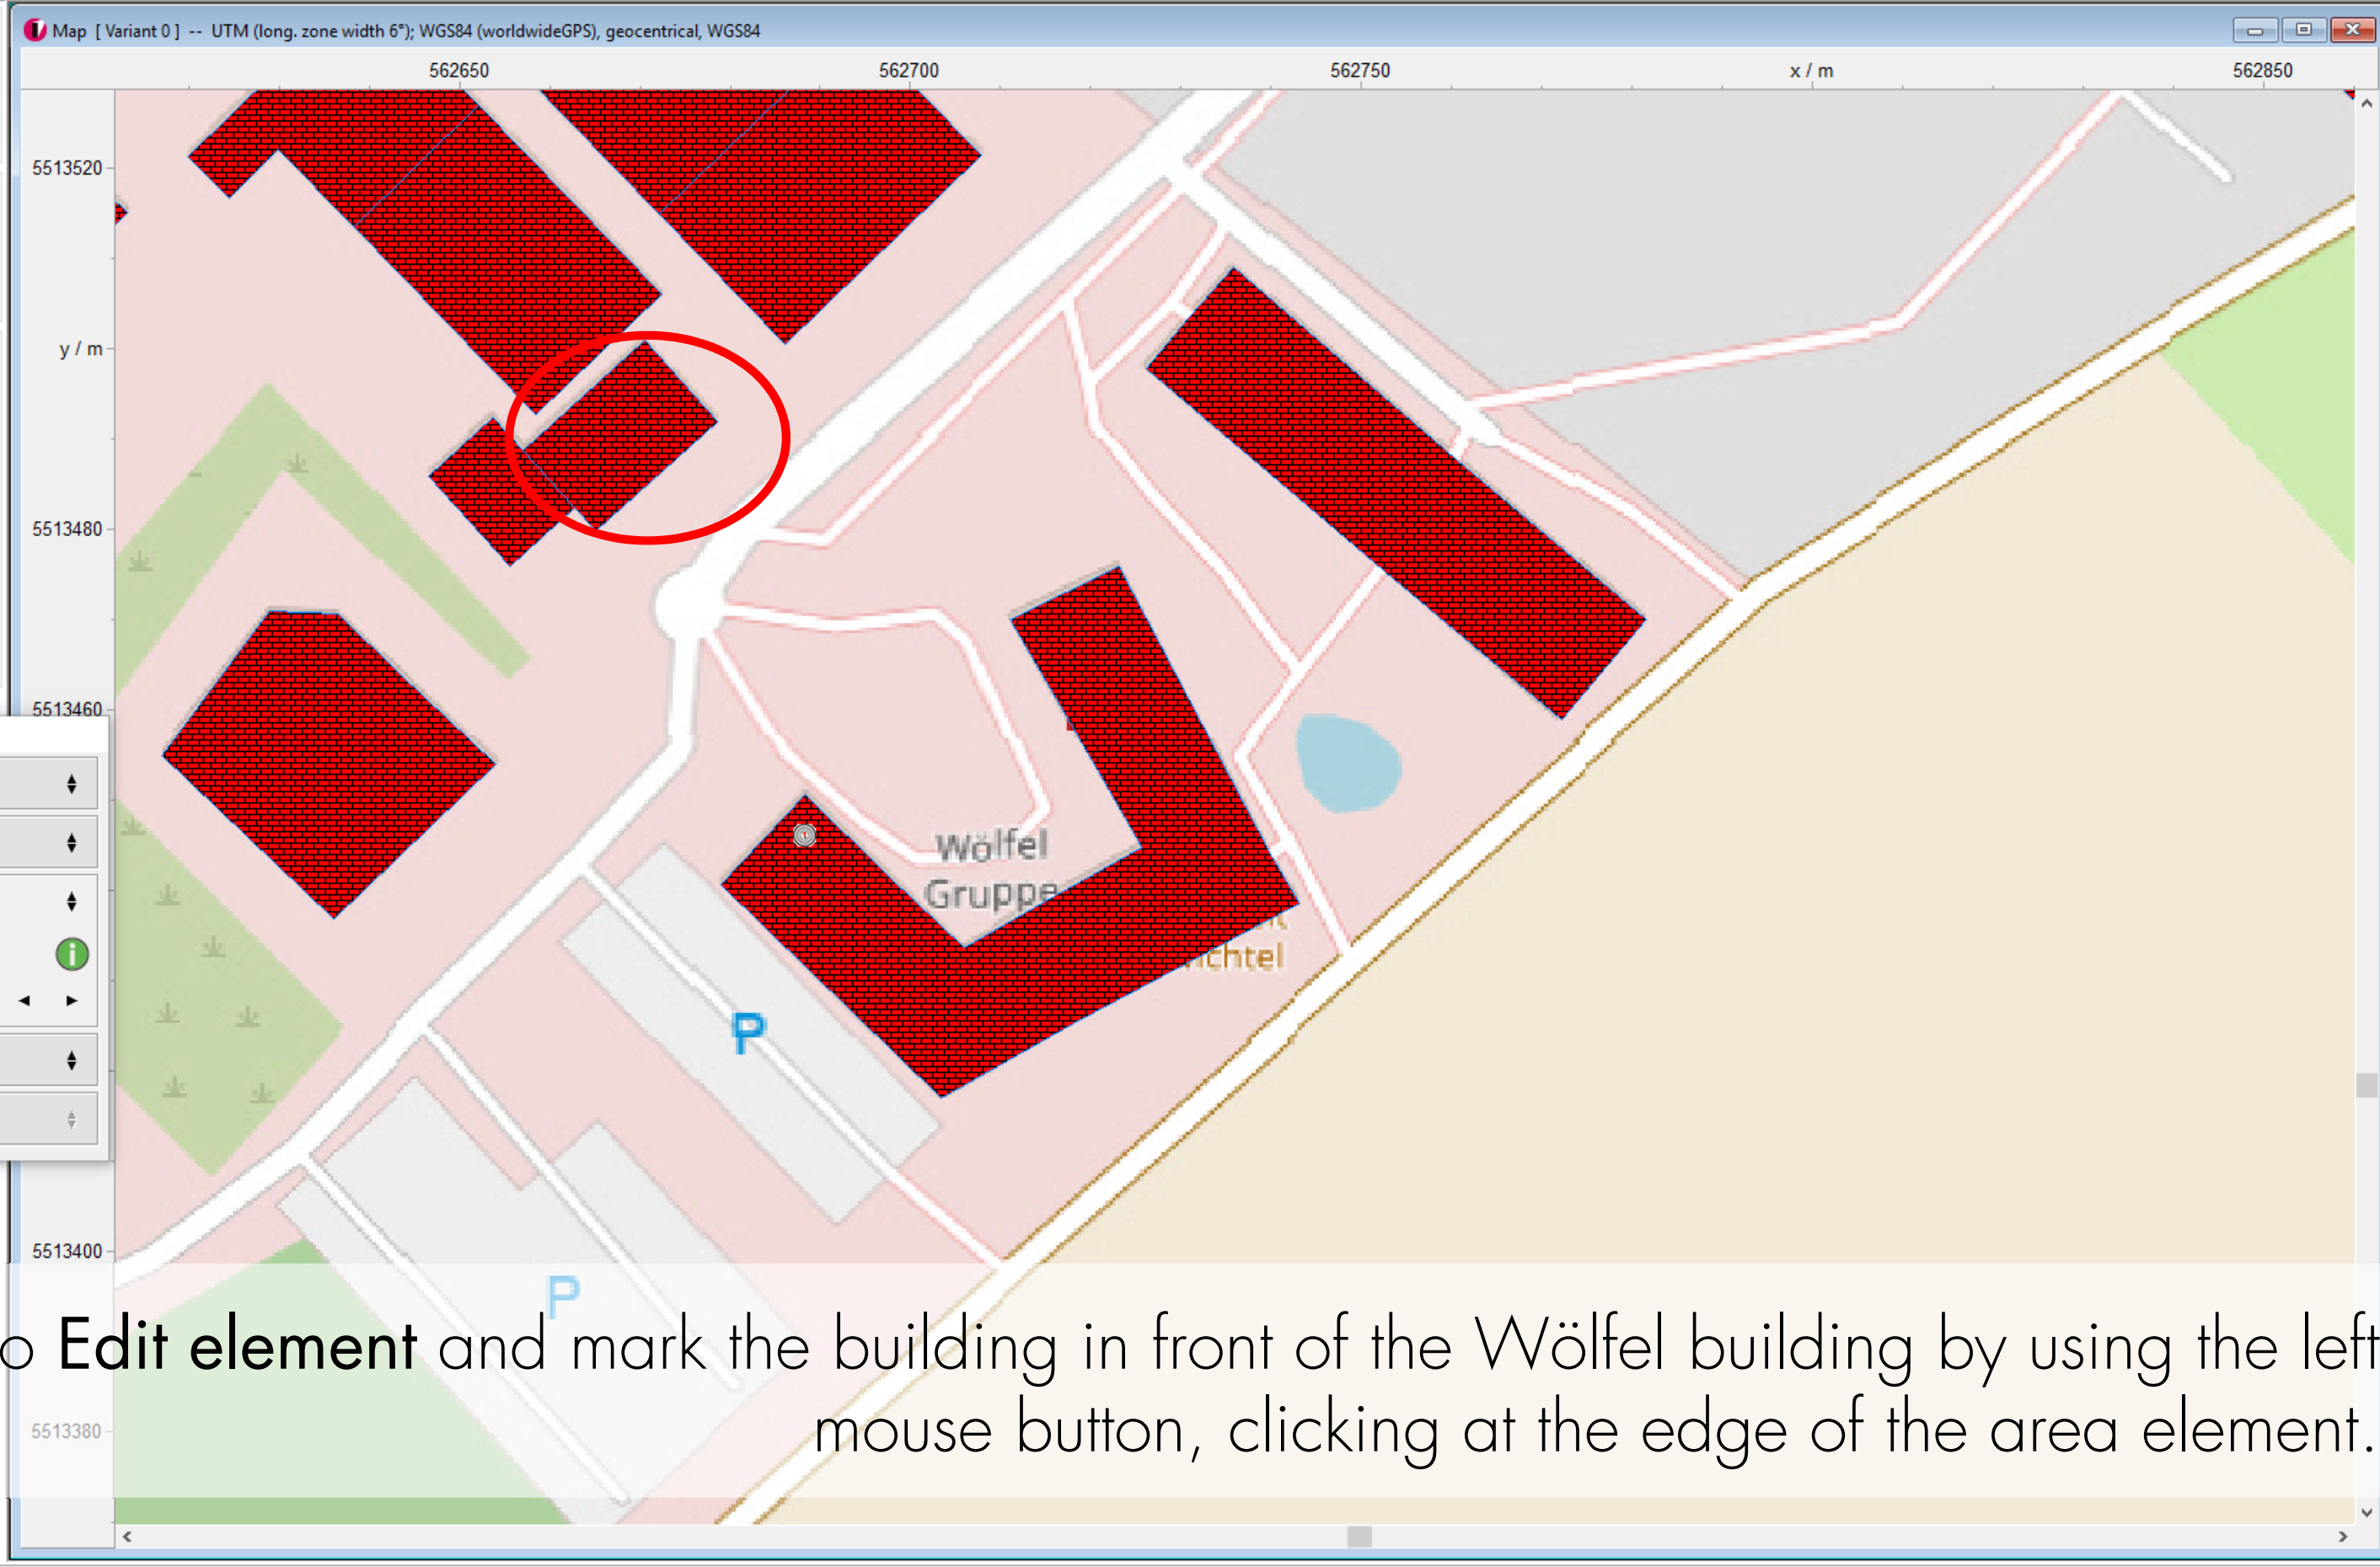 Map [ Variant 0 ] -- UTM (long. zone width 6°); WGS84 (worldwideGPS), geocentrical, WGS84
562650 562700 562750 x / m 562850
5513520
y / m
5513480
5513460
Wölfel
Gruppe
P
5513400
P
o Edit element and mark the building in front of the Wölfel building by using the left
mouse button, clicking at the edge of the area element.
5513380